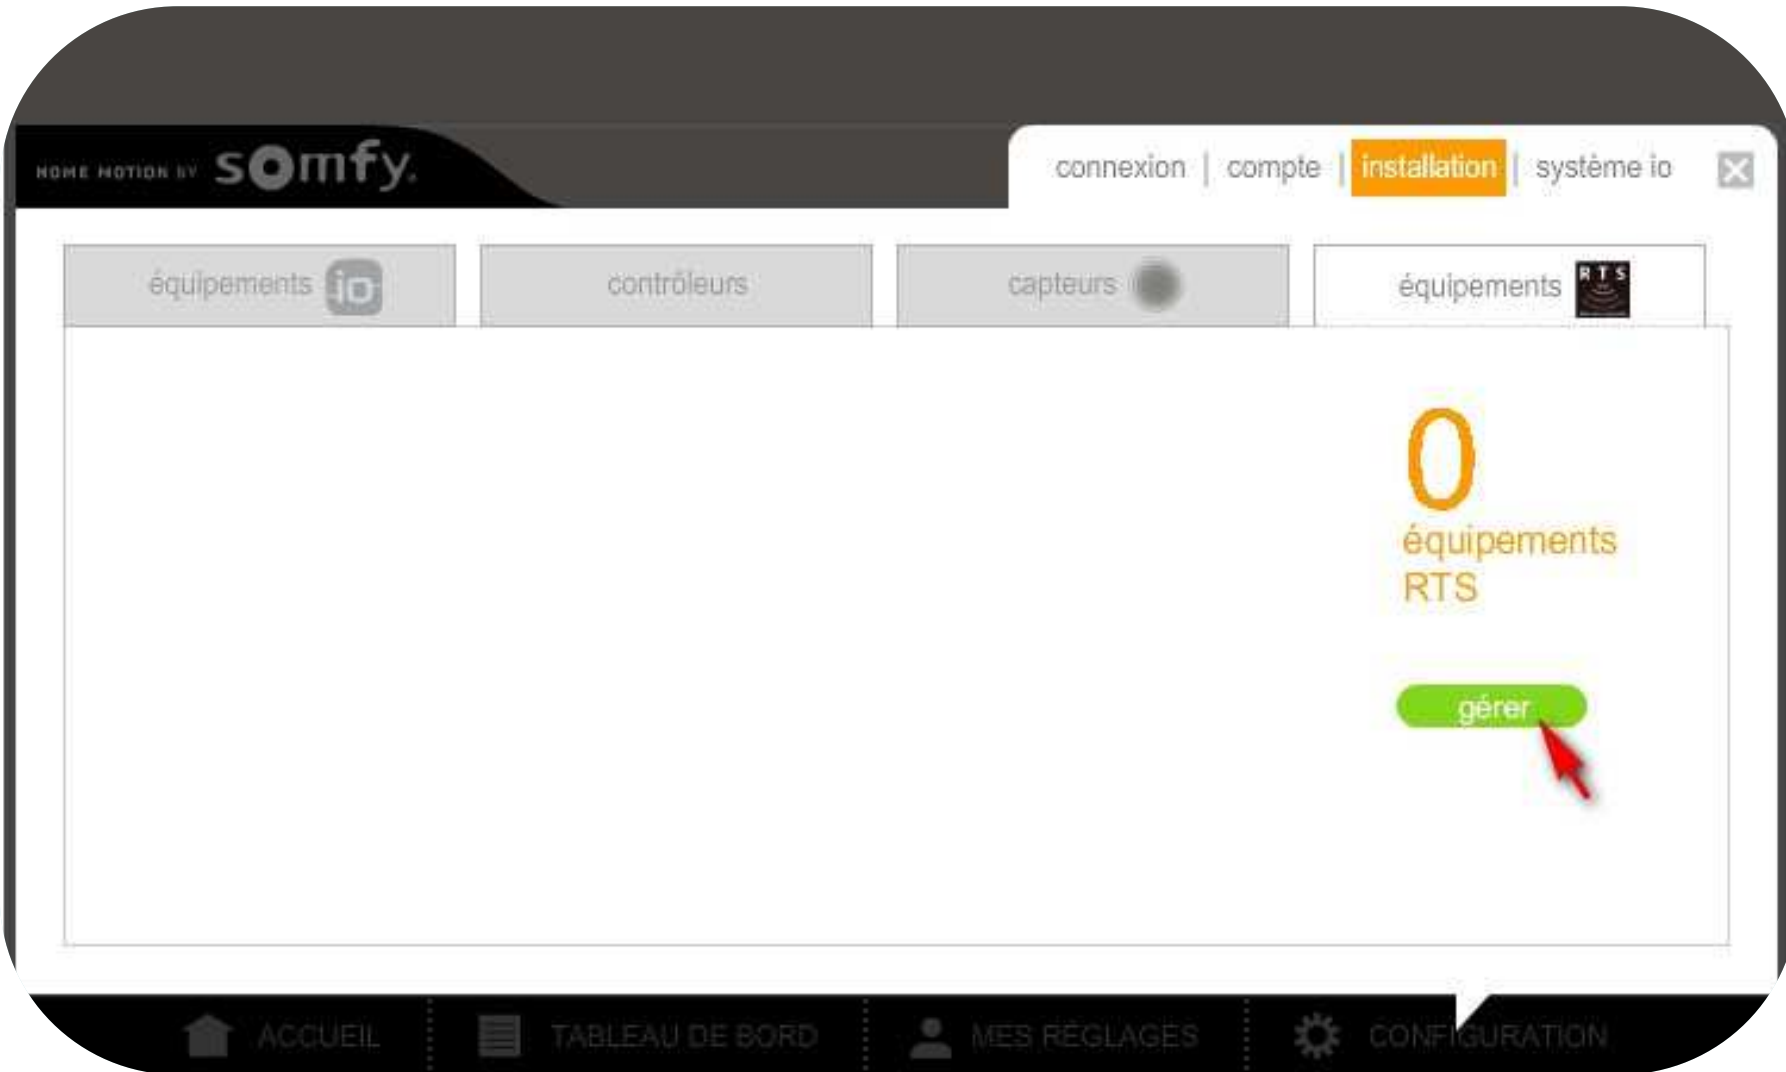 HOME MOTION BY somfy.
connexion | compte | installation | système io
équipements io
contrôleurs
capteurs
équipements RTS
0
équipements
RTS
gérer
ACCUEIL
TABLEAU DE BORD
MES RÉGLAGES
CONFIGURATION